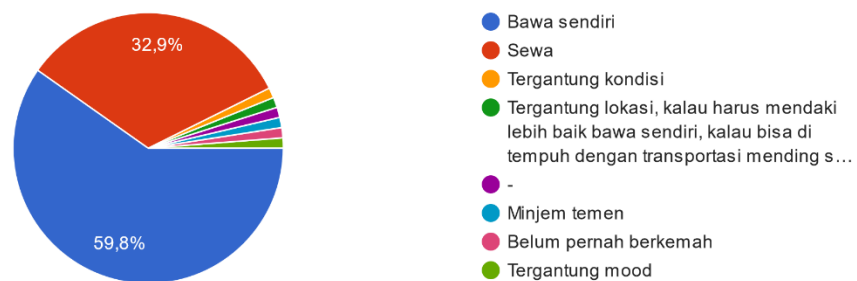 32,9%
59,8%
Bawa sendiri
Sewa
Tergantung kondisi
Tergantung lokasi, kalau harus mendaki
lebih baik bawa sendiri, kalau bisa di
tempuh dengan transportasi mending s…
-
Minjem temen
Belum pernah berkemah
Tergantung mood